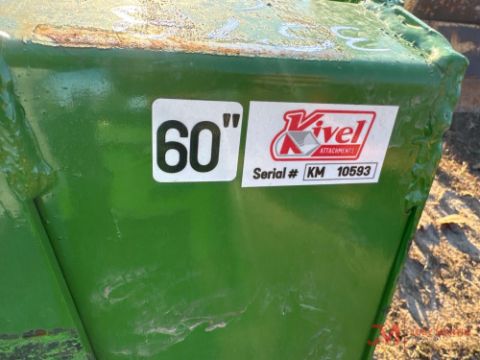 60"
Kivel
ATTACHMENTS
Serial # KM 10593